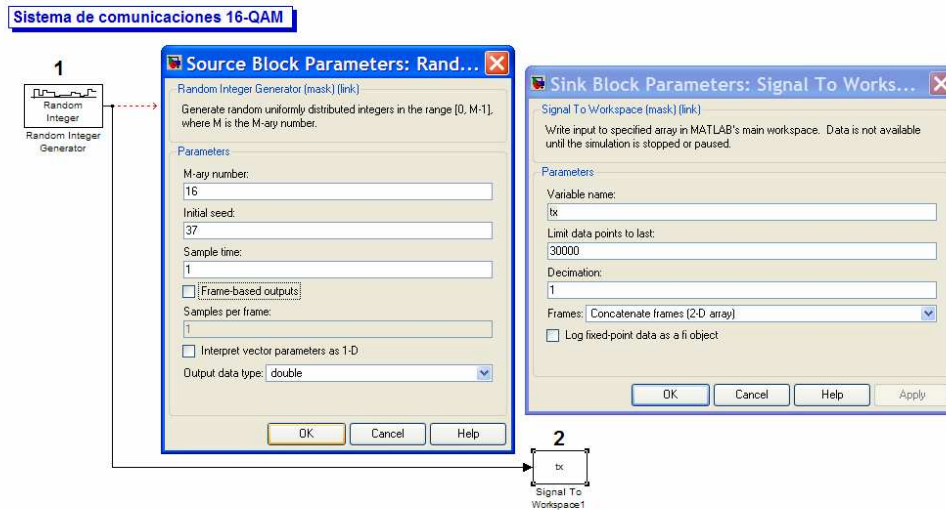 Sistema de comunicaciones 16-QAM
1
Random
Integer
Random Integer
Generator
Source Block Parameters: Rand...
Random Integer Generator (mask) (link)
Generate random uniformly distributed integers in the range [0, M-1],
where M is the M-ary number.
Parameters
M-ary number:
16
Initial seed:
37
Sample time:
1
Frame-based outputs
Samples per frame:
1
Interpret vector parameters as 1-D
Output data type: double
OK Cancel Help
Sink Block Parameters: Signal To Works...
Signal To Workspace (mask) (link)
Write input to specified array in MATLAB's main workspace. Data is not available
until the simulation is stopped or paused.
Parameters
Variable name:
tx
Limit data points to last:
30000
Decimation:
1
Frames: Concatenate frames (2-D array)
Log fixed-point data as a fi object
OK Cancel Help Apply
2
tx
Signal To
Workspace1